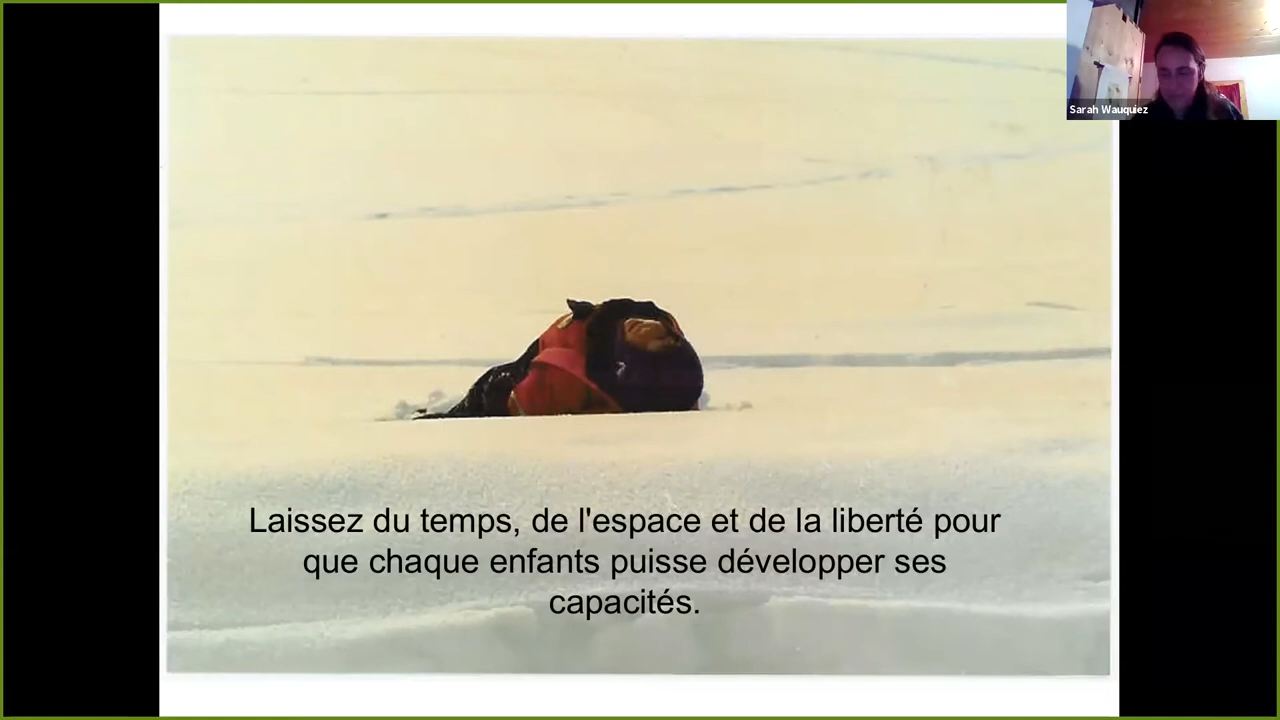 Sarah Wauquiez
Laissez du temps, de l'espace et de la liberté pour
que chaque enfants puisse développer ses
capacités.